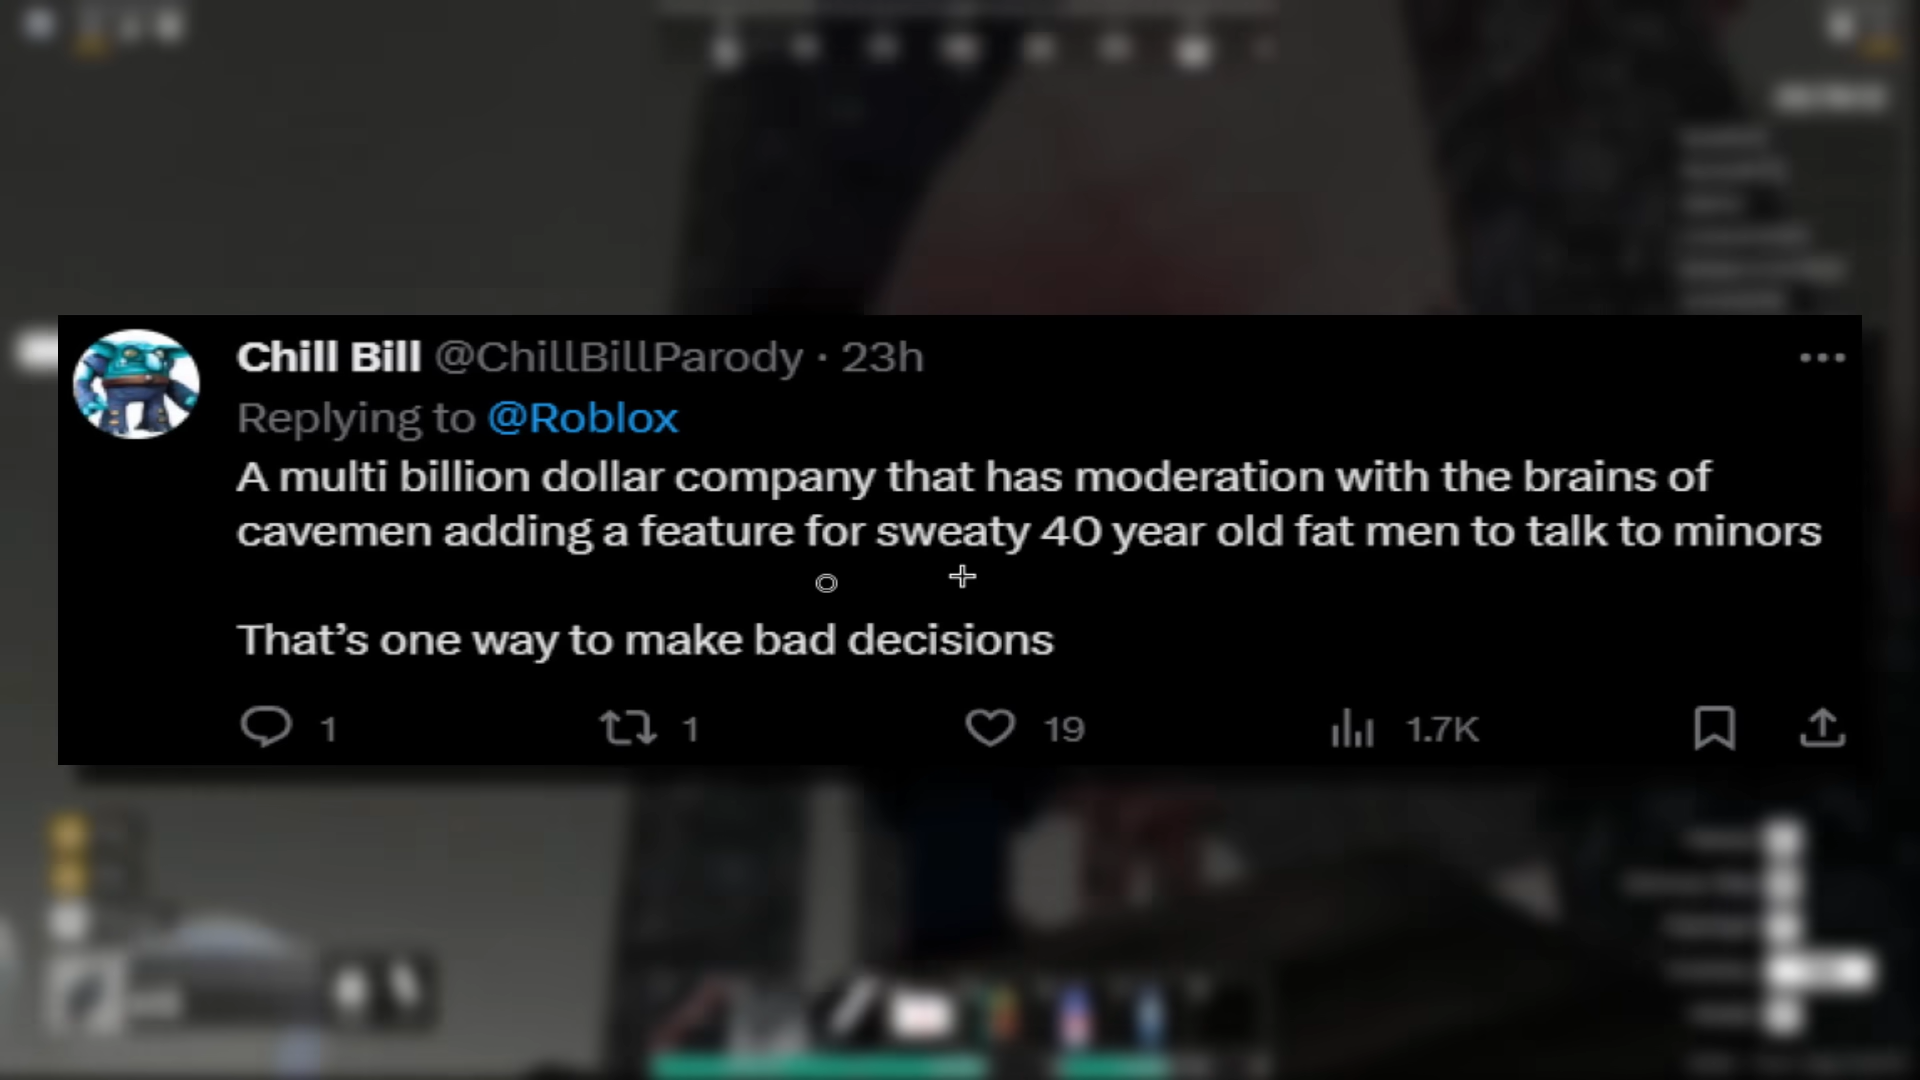 Chill Bill @ChillBillParody · 23h
Replying to @Roblox
A multi billion dollar company that has moderation with the brains of
cavemen adding a feature for sweaty 40 year old fat men to talk to minors
That’s one way to make bad decisions
1 1 19 1.7K